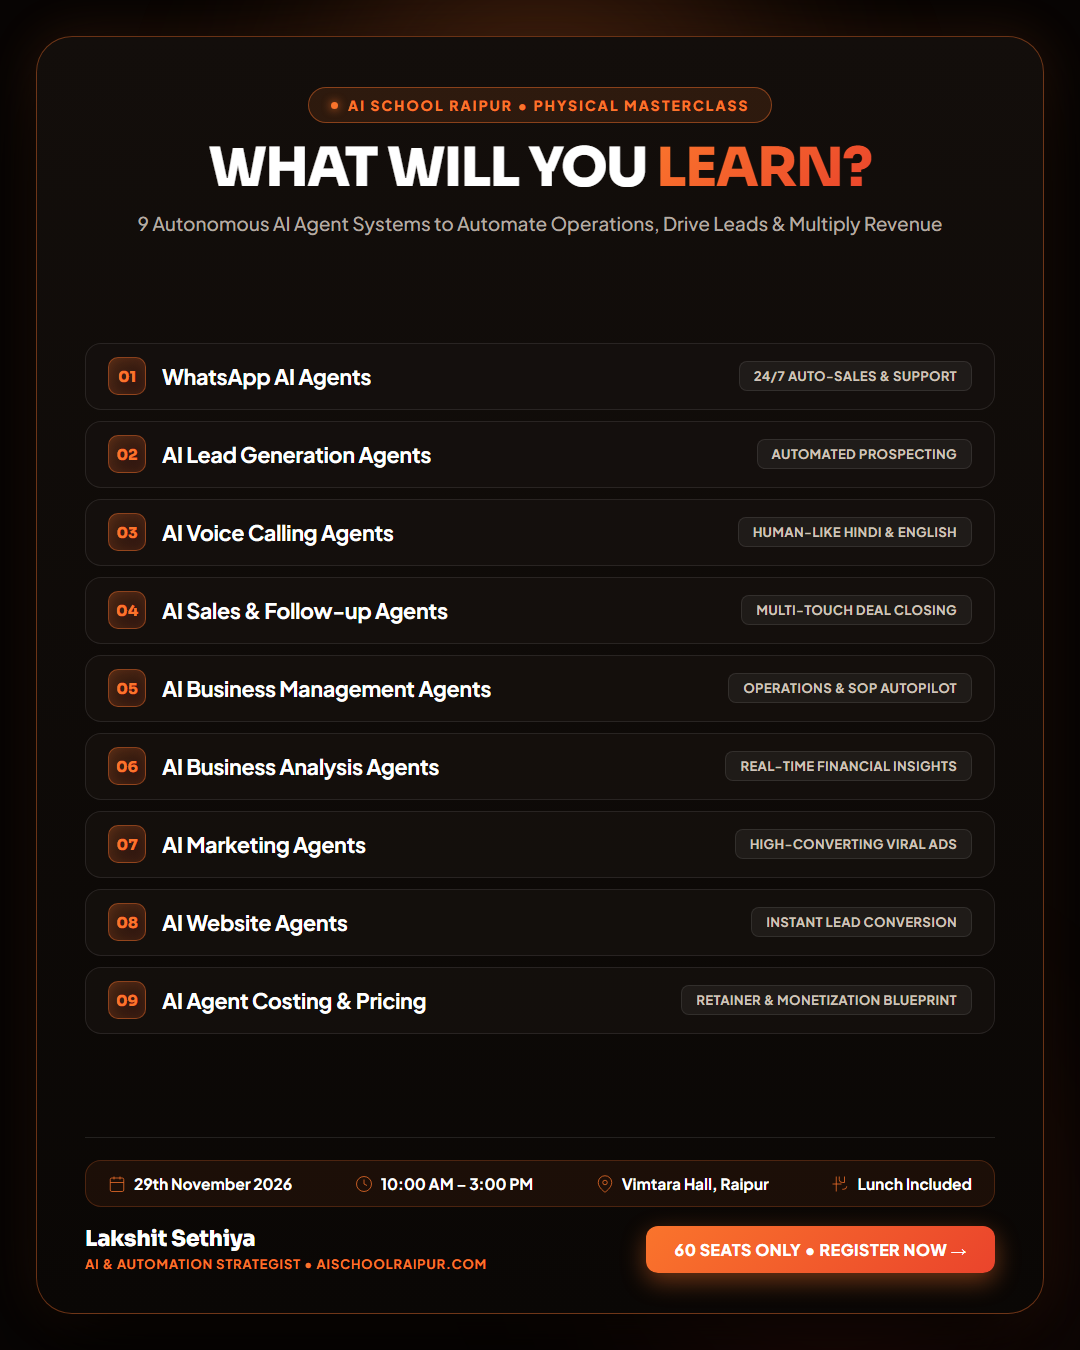 AI SCHOOL RAIPUR ● PHYSICAL MASTERCLASS
WHAT WILL YOU LEARN?
9 Autonomous AI Agent Systems to Automate Operations, Drive Leads & Multiply Revenue
01 WhatsApp AI Agents 24/7 AUTO-SALES & SUPPORT
02 AI Lead Generation Agents AUTOMATED PROSPECTING
03 AI Voice Calling Agents HUMAN-LIKE HINDI & ENGLISH
04 AI Sales & Follow-up Agents MULTI-TOUCH DEAL CLOSING
05 AI Business Management Agents OPERATIONS & SOP AUTOPILOT
06 AI Business Analysis Agents REAL-TIME FINANCIAL INSIGHTS
07 AI Marketing Agents HIGH-CONVERTING VIRAL ADS
08 AI Website Agents INSTANT LEAD CONVERSION
09 AI Agent Costing & Pricing RETAINER & MONETIZATION BLUEPRINT
29th November 2026 10:00 AM – 3:00 PM Vimtara Hall, Raipur Lunch Included
Lakshit Sethiya
AI & AUTOMATION STRATEGIST ● AISCHOOLRAIPUR.COM
60 SEATS ONLY ● REGISTER NOW →